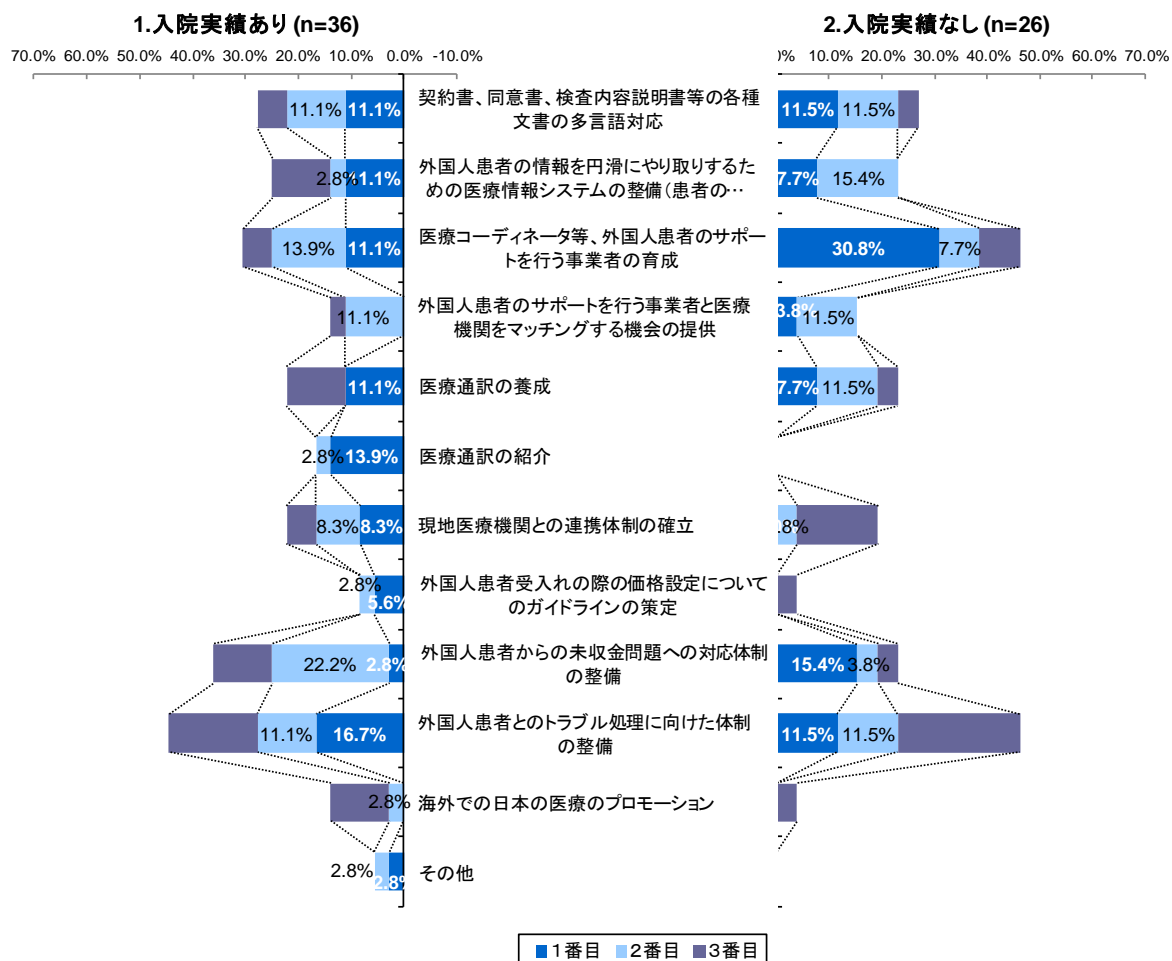 1.入院実績あり (n=36)
2.入院実績なし (n=26)
70.0% 60.0% 50.0% 40.0% 30.0% 20.0% 10.0% 0.0% -10.0%
0% 10.0% 20.0% 30.0% 40.0% 50.0% 60.0% 70.0%
11.1% 11.1%
契約書、同意書、検査内容説明書等の各種
文書の多言語対応
11.5% 11.5%
2.8% 11.1%
外国人患者の情報を円滑にやり取りするた
めの医療情報システムの整備(患者の…
7.7% 15.4%
13.9% 11.1%
医療コーディネータ等、外国人患者のサポー
トを行う事業者の育成
30.8% 7.7%
11.1%
外国人患者のサポートを行う事業者と医療
機関をマッチングする機会の提供
3.8% 11.5%
11.1%
医療通訳の養成
7.7% 11.5%
2.8% 13.9%
医療通訳の紹介
8.3% 8.3%
現地医療機関との連携体制の確立
.8%
2.8%
5.6%
外国人患者受入れの際の価格設定について
のガイドラインの策定
22.2% 2.8%
外国人患者からの未収金問題への対応体制
の整備
15.4% 3.8%
11.1% 16.7%
外国人患者とのトラブル処理に向けた体制
の整備
11.5% 11.5%
2.8%
海外での日本の医療のプロモーション
2.8% 2.8%
その他
1番目 2番目 3番目